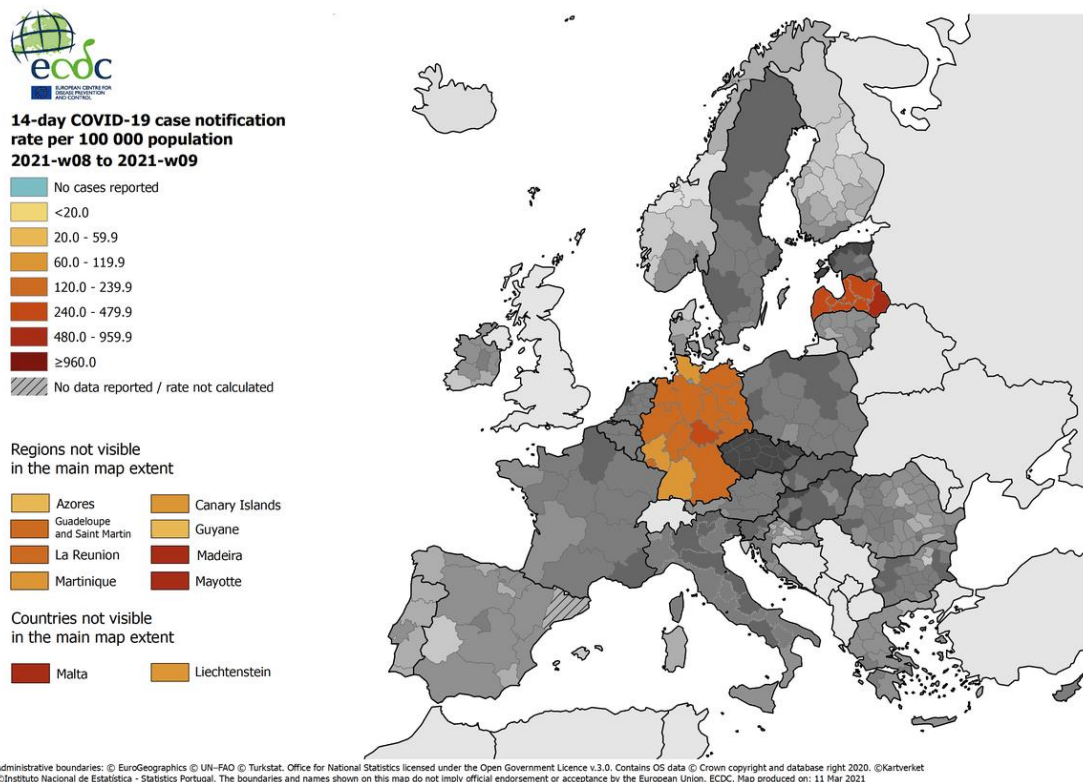 ecdc
EUROPEAN CENTRE FOR
DISEASE PREVENTION
AND CONTROL
14-day COVID-19 case notification
rate per 100 000 population
2021-w08 to 2021-w09
No cases reported
<20.0
20.0 - 59.9
60.0 - 119.9
120.0 - 239.9
240.0 - 479.9
480.0 - 959.9
≥960.0
No data reported / rate not calculated
Regions not visible
in the main map extent
Azores
Canary Islands
Guadeloupe
and Saint Martin
Guyane
La Reunion
Madeira
Martinique
Mayotte
Countries not visible
in the main map extent
Malta
Liechtenstein
administrative boundaries: © EuroGeographics © UN–FAO © Turkstat. Office for National Statistics licensed under the Open Government Licence v.3.0. Contains OS data © Crown copyright and database right 2020. ©Kartverket
©Instituto Nacional de Estatística - Statistics Portugal. The boundaries and names shown on this map do not imply official endorsement or acceptance by the European Union. ECDC. Map produced on: 11 Mar 2021